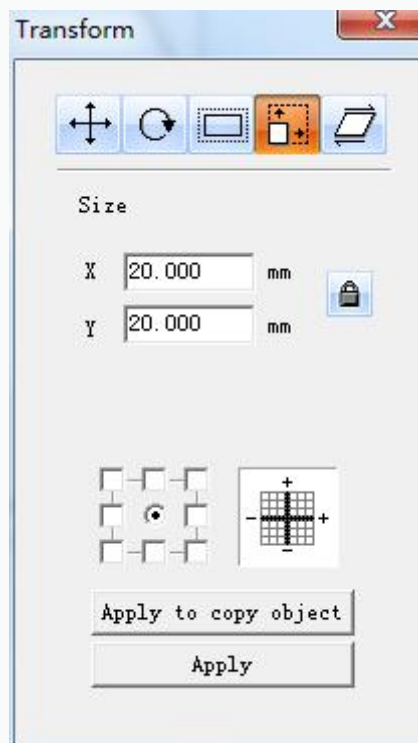 Transform
Size
X 20.000 mm
Y 20.000 mm
+
- +
-
Apply to copy object
Apply